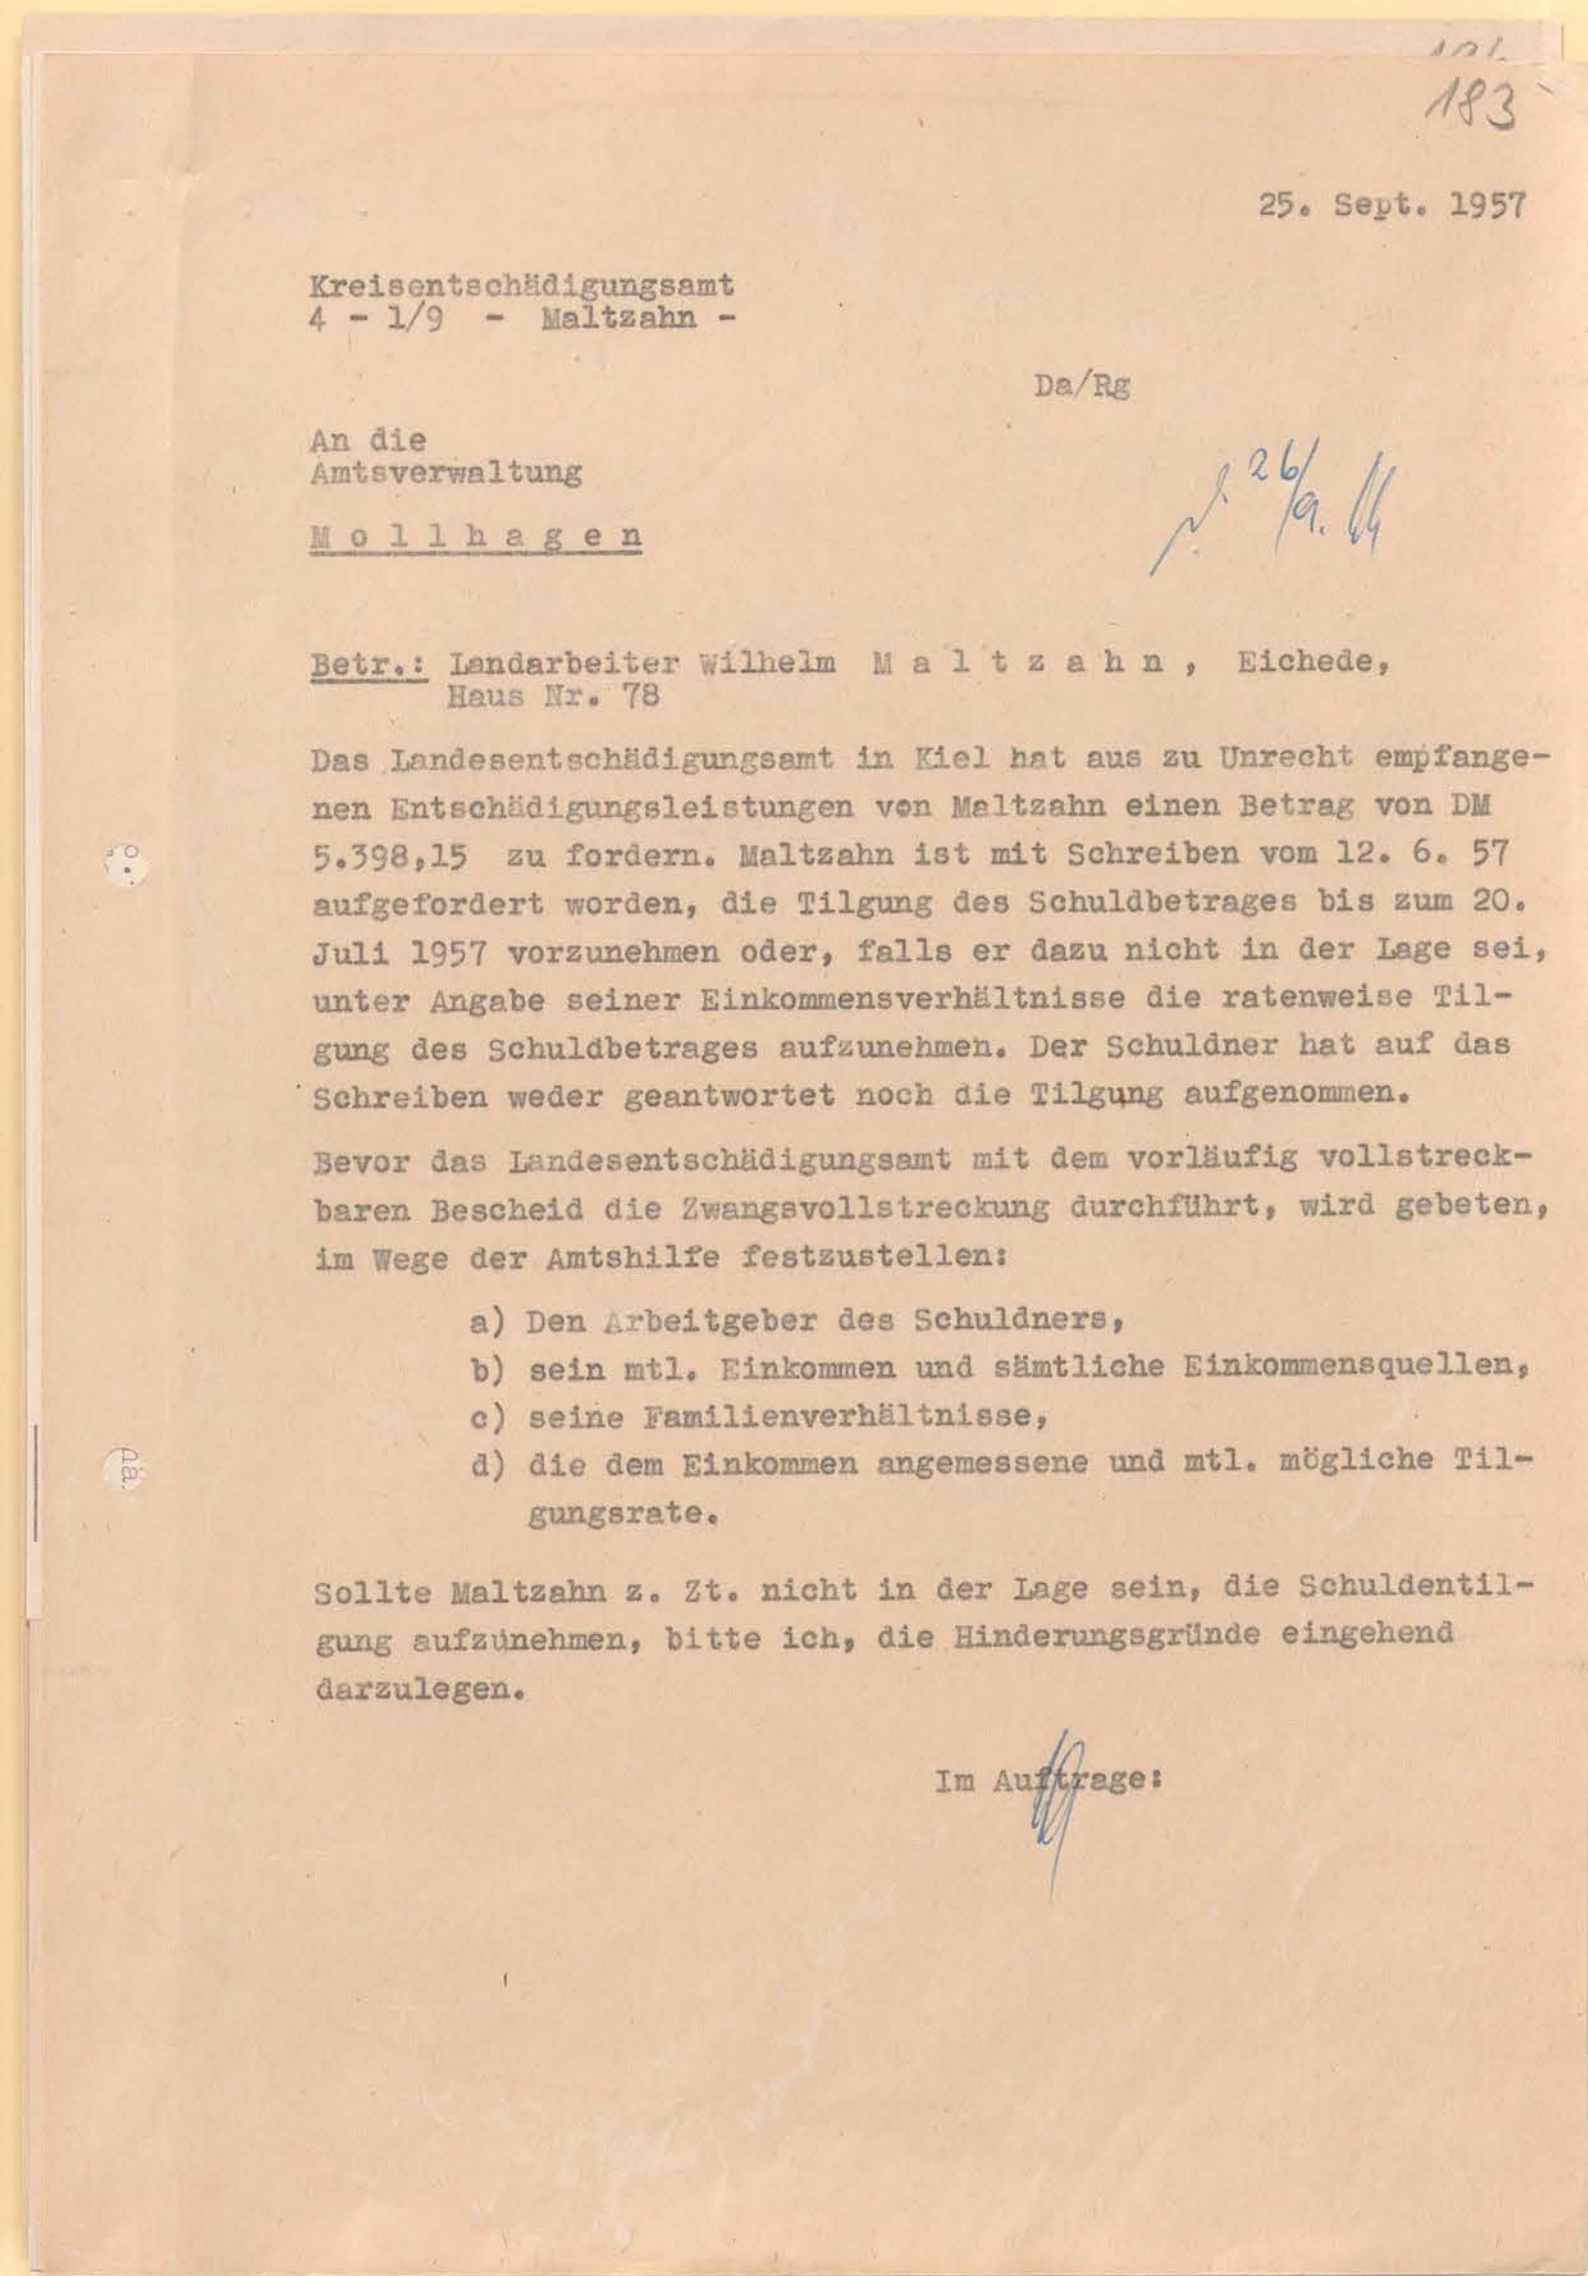 183
25. Sept. 1957
Kreisentschädigungsamt
4 - 1/9 - Maltzahn -
Da/Rg
An die
Amtsverwaltung
26/9.
M o l l h a g e n
Betr.: Landarbeiter Wilhelm M a l t z a h n , Eichede,
Haus Nr. 78
Das Landesentschädigungsamt in Kiel hat aus zu Unrecht empfange-
nen Entschädigungsleistungen von Maltzahn einen Betrag von DM
5.398,15 zu fordern. Maltzahn ist mit Schreiben vom 12. 6. 57
aufgefordert worden, die Tilgung des Schuldbetrages bis zum 20.
Juli 1957 vorzunehmen oder, falls er dazu nicht in der Lage sei,
unter Angabe seiner Einkommensverhältnisse die ratenweise Til-
gung des Schuldbetrages aufzunehmen. Der Schuldner hat auf das
Schreiben weder geantwortet noch die Tilgung aufgenommen.
Bevor das Landesentschädigungsamt mit dem vorläufig vollstreck-
baren Bescheid die Zwangsvollstreckung durchführt, wird gebeten,
im Wege der Amtshilfe festzustellen:
a) Den Arbeitgeber des Schuldners,
b) sein mtl. Einkommen und sämtliche Einkommensquellen,
c) seine Familienverhältnisse,
d) die dem Einkommen angemessene und mtl. mögliche Til-
gungsrate.
Sollte Maltzahn z. Zt. nicht in der Lage sein, die Schuldentil-
gung aufzunehmen, bitte ich, die Hinderungsgründe eingehend
darzulegen.
Im Auftrage: